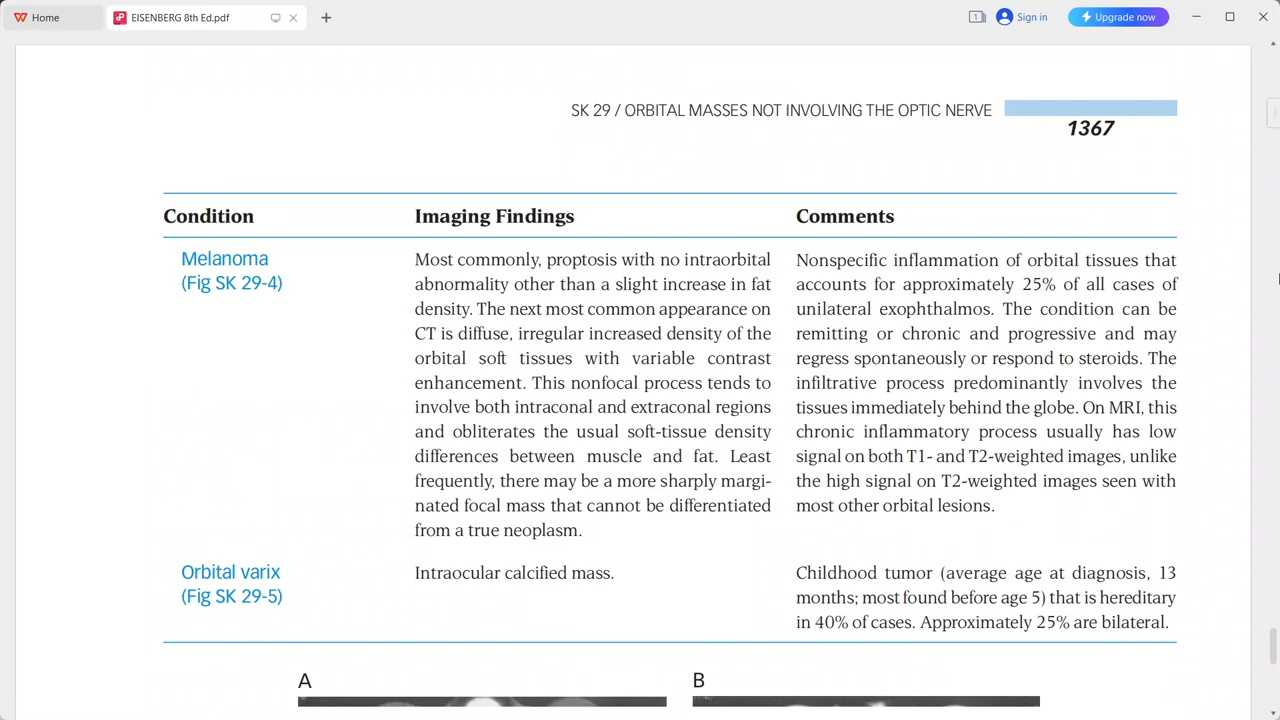 Home
EISENBERG 8th Ed.pdf
1
Sign in
Upgrade now
SK 29 / ORBITAL MASSES NOT INVOLVING THE OPTIC NERVE
1367
Condition
Imaging Findings
Comments
Melanoma
(Fig SK 29-4)
Most commonly, proptosis with no intraorbital
abnormality other than a slight increase in fat
density. The next most common appearance on
CT is diffuse, irregular increased density of the
orbital soft tissues with variable contrast
enhancement. This nonfocal process tends to
involve both intraconal and extraconal regions
and obliterates the usual soft-tissue density
differences between muscle and fat. Least
frequently, there may be a more sharply margi-
nated focal mass that cannot be differentiated
from a true neoplasm.
Nonspecific inflammation of orbital tissues that
accounts for approximately 25% of all cases of
unilateral exophthalmos. The condition can be
remitting or chronic and progressive and may
regress spontaneously or respond to steroids. The
infiltrative process predominantly involves the
tissues immediately behind the globe. On MRI, this
chronic inflammatory process usually has low
signal on both T1- and T2-weighted images, unlike
the high signal on T2-weighted images seen with
most other orbital lesions.
Orbital varix
(Fig SK 29-5)
Intraocular calcified mass.
Childhood tumor (average age at diagnosis, 13
months; most found before age 5) that is hereditary
in 40% of cases. Approximately 25% are bilateral.
A
B